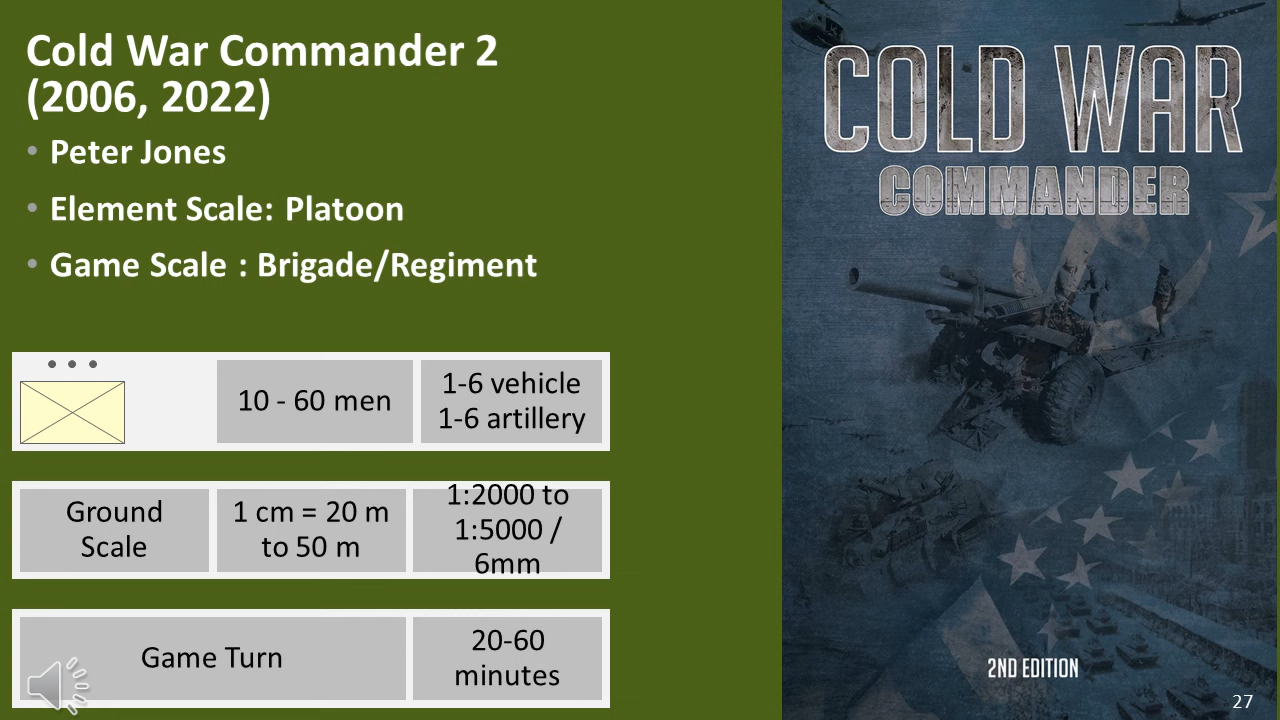 Cold War Commander 2
(2006, 2022)
• Peter Jones
• Element Scale: Platoon
• Game Scale : Brigade/Regiment
10 - 60 men
1-6 vehicle
1-6 artillery
Ground
Scale
1 cm = 20 m
to 50 m
1:2000 to
1:5000 /
6mm
Game Turn
20-60
minutes
COLD WAR
COMMANDER
2ND EDITION
27